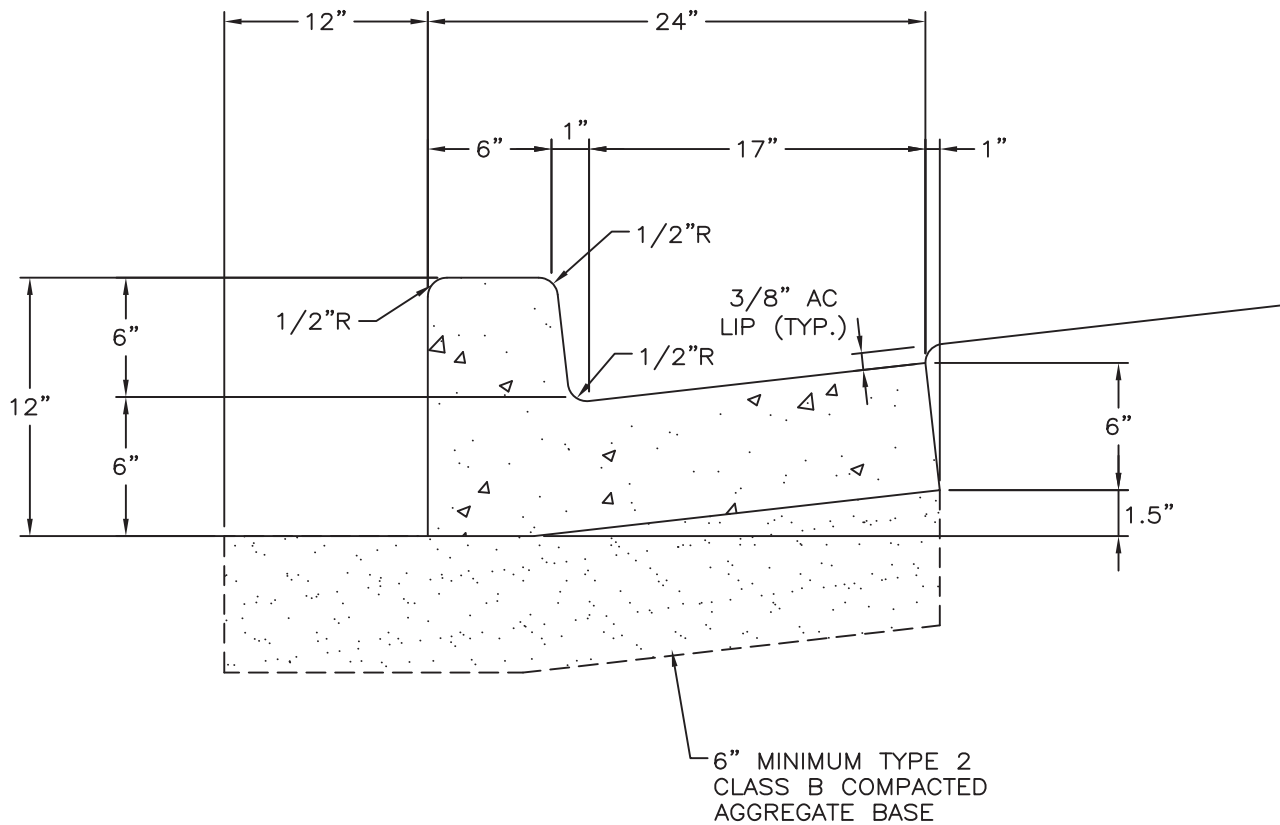 12”
24”
6”
1”
17”
1”
1/2”R
1/2”R
3/8” AC
LIP (TYP.)
6”
1/2”R
12”
6”
6”
1.5”
6” MINIMUM TYPE 2
CLASS B COMPACTED
AGGREGATE BASE